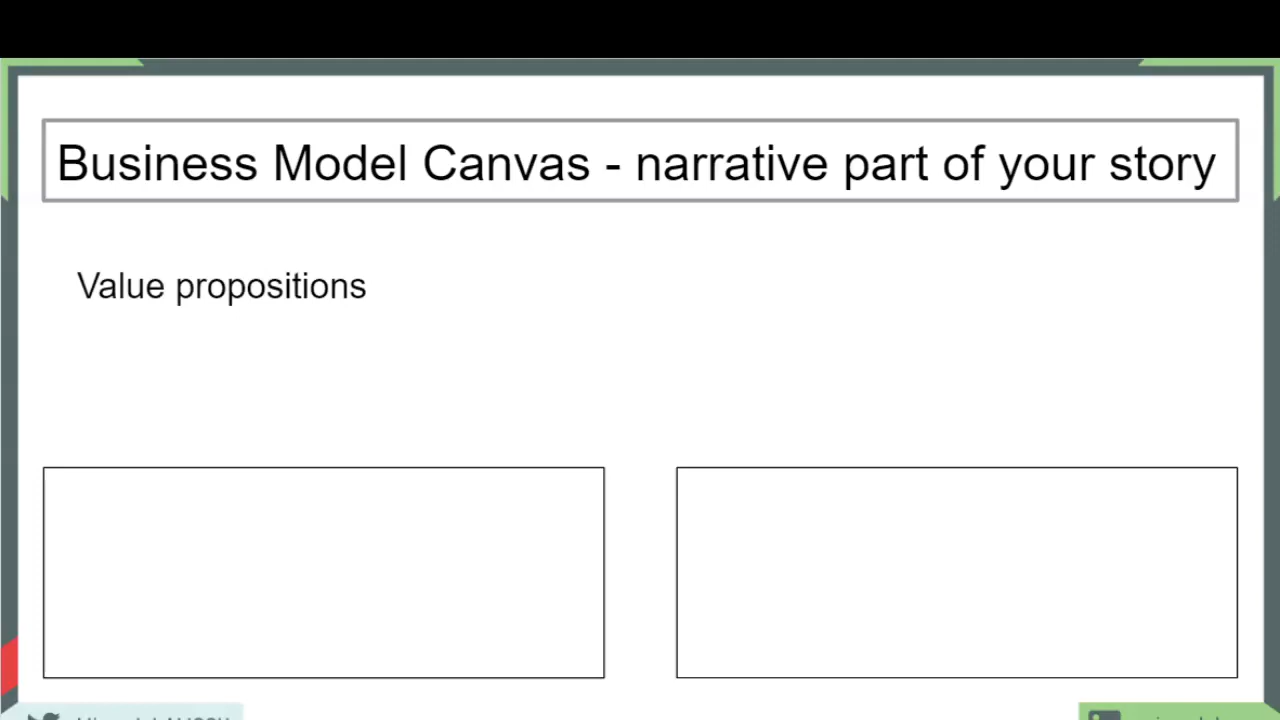 Business Model Canvas - narrative part of your story
Value propositions